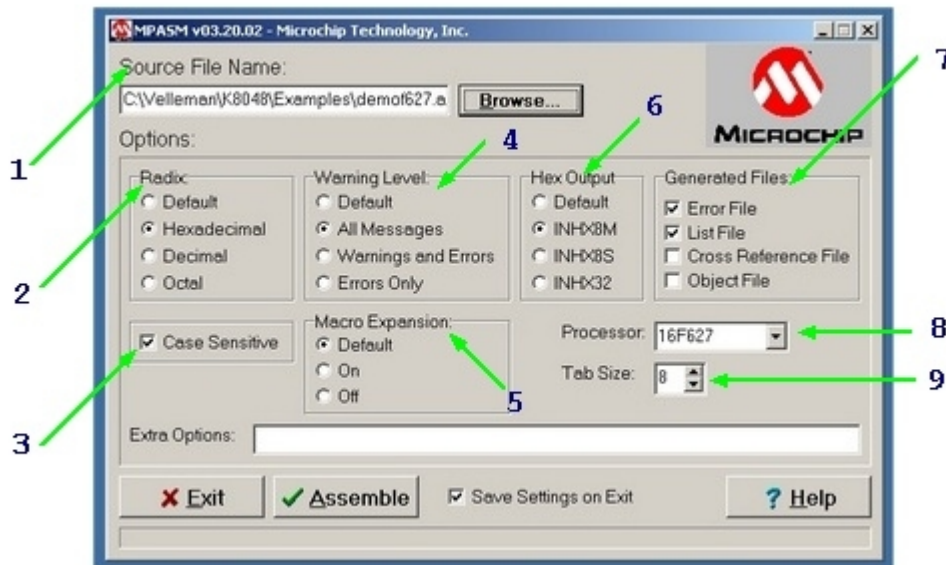 MPASM v03.20.02 - Microchip Technology, Inc.
Source File Name:
C:\Velleman\K8048\Examples\demof627.a
Browse...
MICROCHIP
Options:
1
2
3
4
5
6
7
8
9
Radix:
Default
Hexadecimal
Decimal
Octal
Warning Level:
Default
All Messages
Warnings and Errors
Errors Only
Hex Output
Default
INHX8M
INHX8S
INHX32
Generated Files:
Error File
List File
Cross Reference File
Object File
Case Sensitive
Macro Expansion:
Default
On
Off
Processor: 16F627
Tab Size: 8
Extra Options:
Exit
Assemble
Save Settings on Exit
? Help